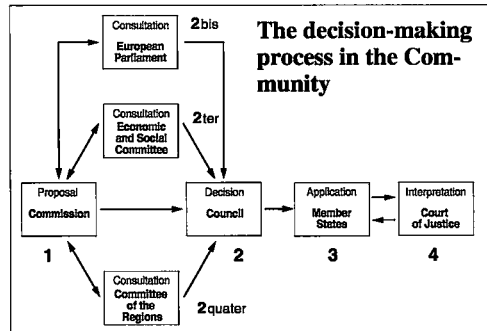 The decision-making
process in the Com-
munity
Consultation
European
Parliament
2bis
Consultation
Economic
and Social
Committee
2ter
Proposal
Commission
1
Decision
Council
2
Application
Member
States
3
Interpretation
Court
of Justice
4
Consultation
Committee
of the
Regions
2quater